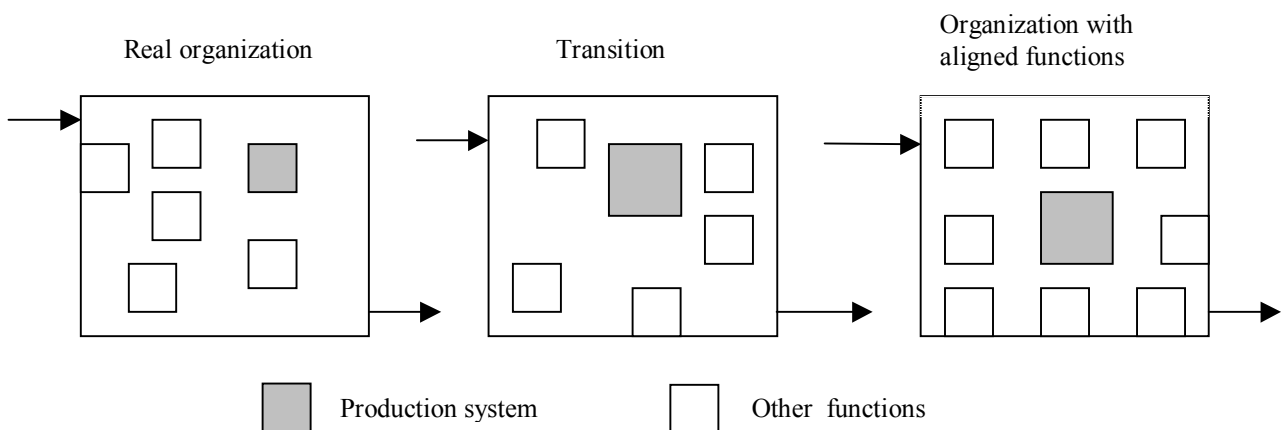 Real organization
Transition
Organization with
aligned functions
Production system
Other functions